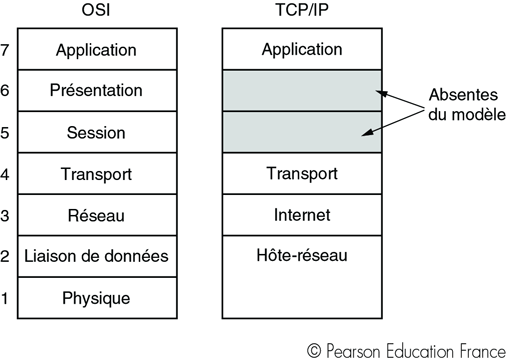 OSI TCP/IP
7 Application Application
6 Présentation
Absentes
du modèle
5 Session
4 Transport Transport
3 Réseau Internet
2 Liaison de données Hôte-réseau
1 Physique
© Pearson Education France